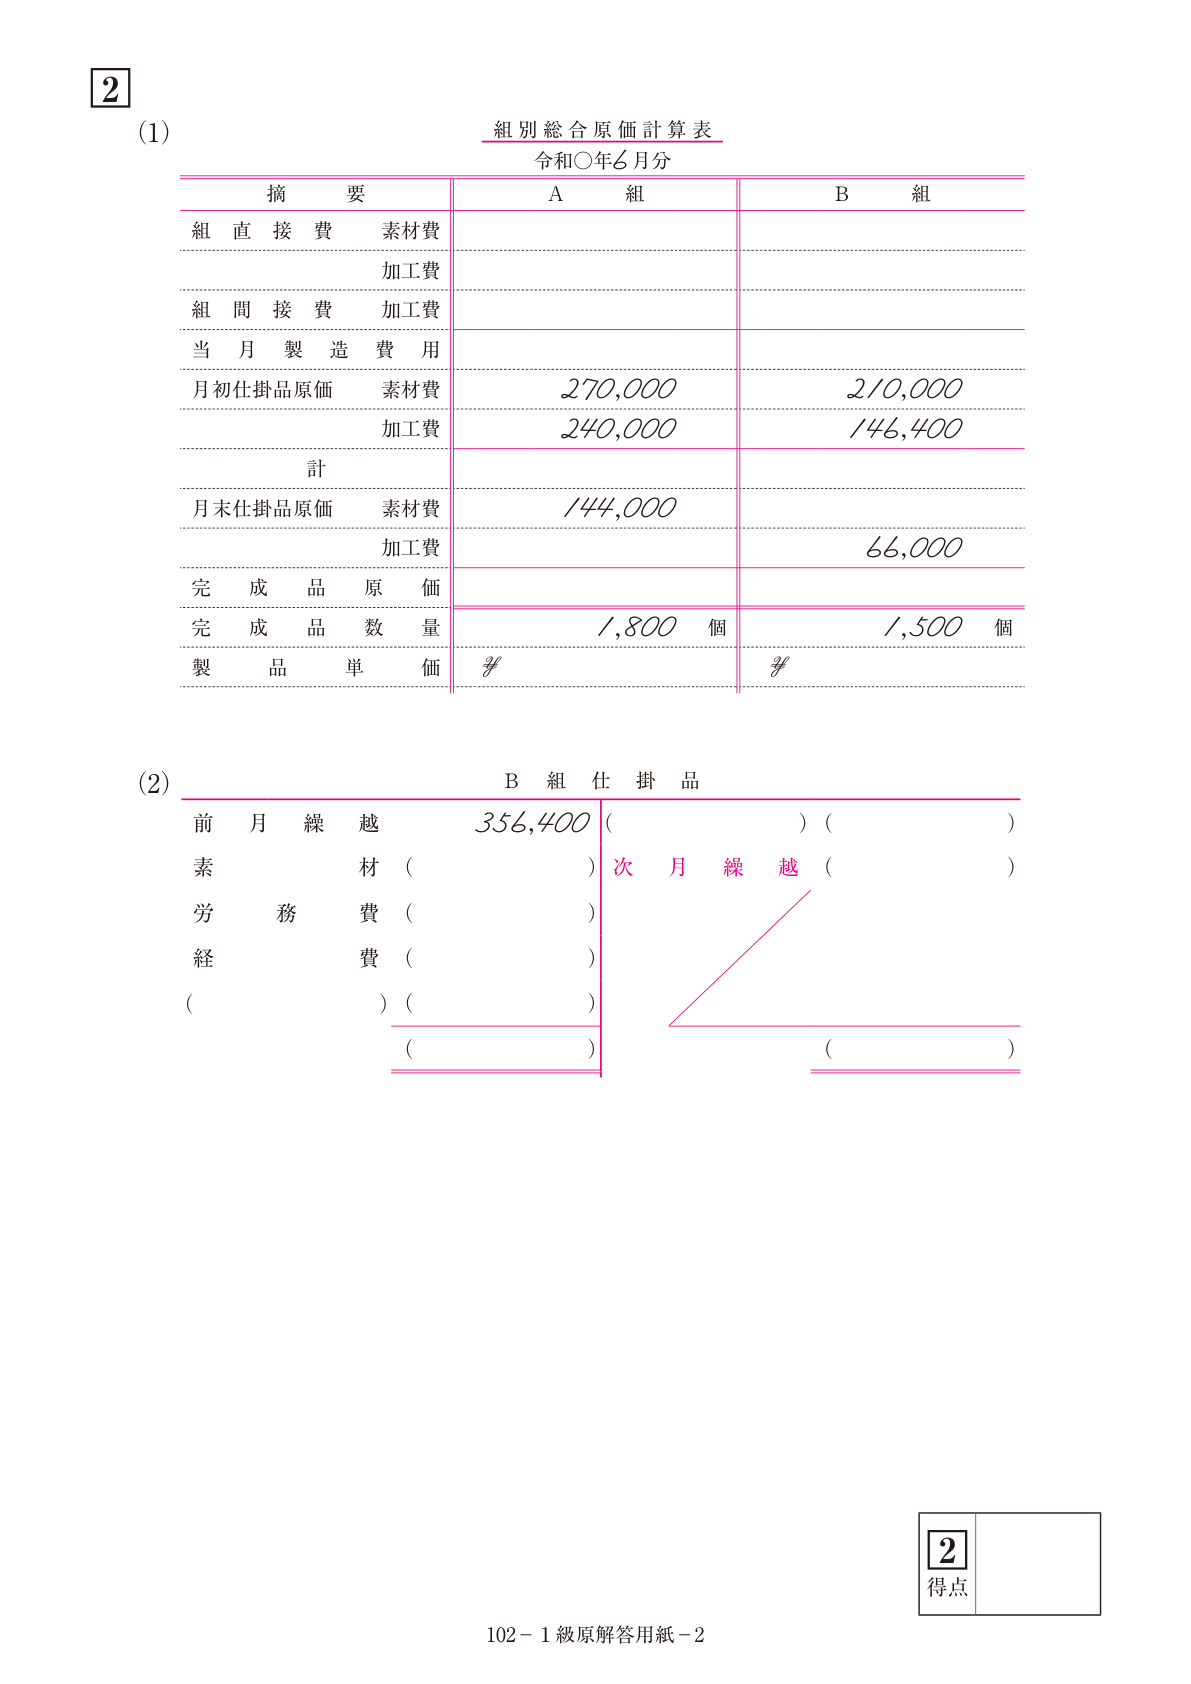 2
(1)
組別総合原価計算表
令和○年6月分
摘要 A組 B組
組直接費 素材費
加工費
組間接費 加工費
当月製造費用
月初仕掛品原価 素材費 270,000 210,000
加工費 240,000 146,400
計
月末仕掛品原価 素材費 144,000
加工費 66,000
完成品原価
完成品数量 1,800 個 1,500 個
製品単価 ¥ ¥
(2)
B組仕掛品
前月繰越 356,400 ( ) ( )
素材 ( ) 次月繰越 ( )
労務費 ( )
経費 ( )
( ) ( )
( ) ( )
2
得点
102−1級原解答用紙−2